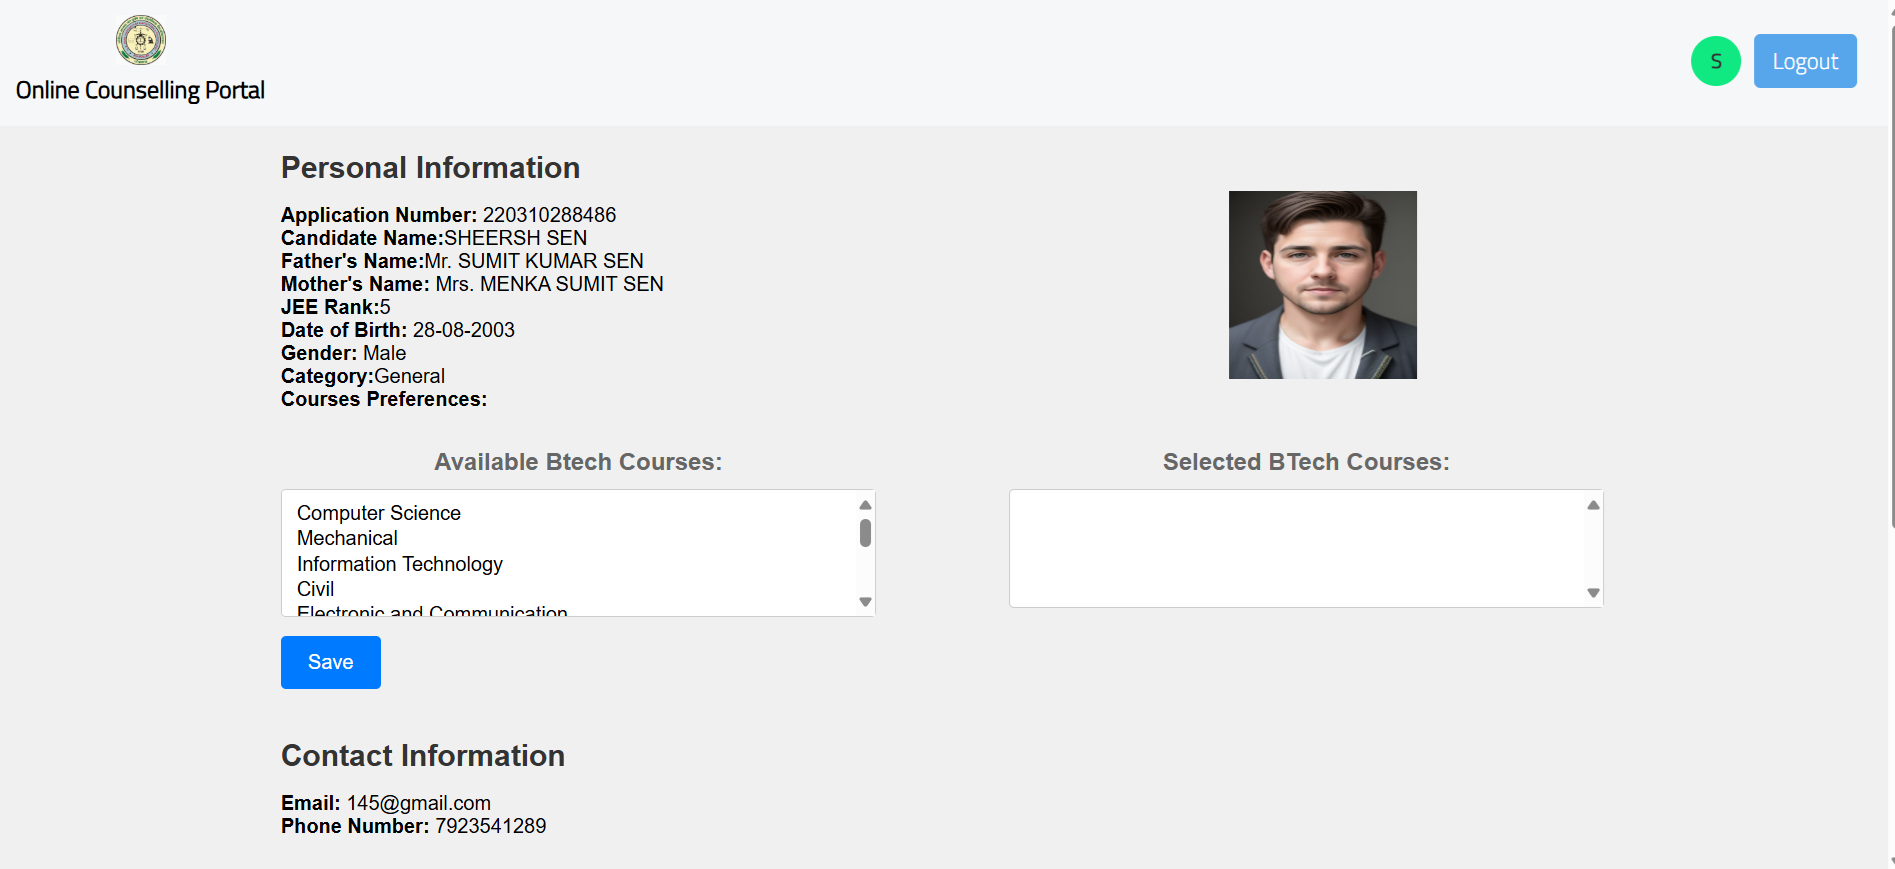 Online Counselling Portal
S
Logout
Personal Information
Application Number: 220310288486
Candidate Name:SHEERSH SEN
Father's Name:Mr. SUMIT KUMAR SEN
Mother's Name: Mrs. MENKA SUMIT SEN
JEE Rank:5
Date of Birth: 28-08-2003
Gender: Male
Category:General
Courses Preferences:
Available Btech Courses:
Computer Science
Mechanical
Information Technology
Civil
Electronic and Communication
Selected BTech Courses:
Save
Contact Information
Email: 145@gmail.com
Phone Number: 7923541289